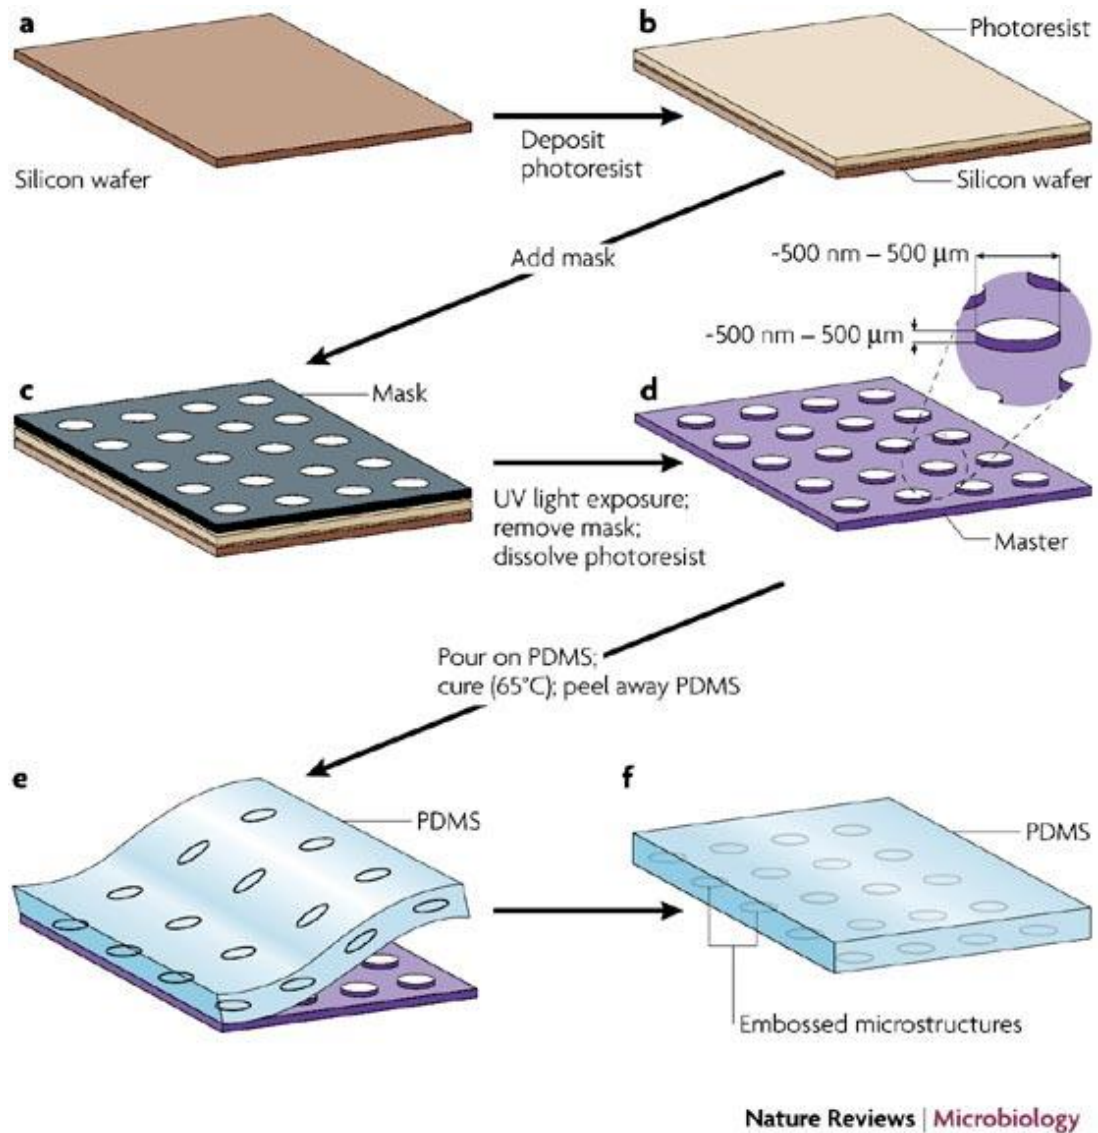 a
Silicon wafer
Deposit
photoresist
b
Photoresist
Silicon wafer
Add mask
c
Mask
UV light exposure;
remove mask;
dissolve photoresist
d
~500 nm – 500 μm
~500 nm – 500 μm
Master
Pour on PDMS;
cure (65°C); peel away PDMS
e
PDMS
f
PDMS
Embossed microstructures
Nature Reviews | Microbiology